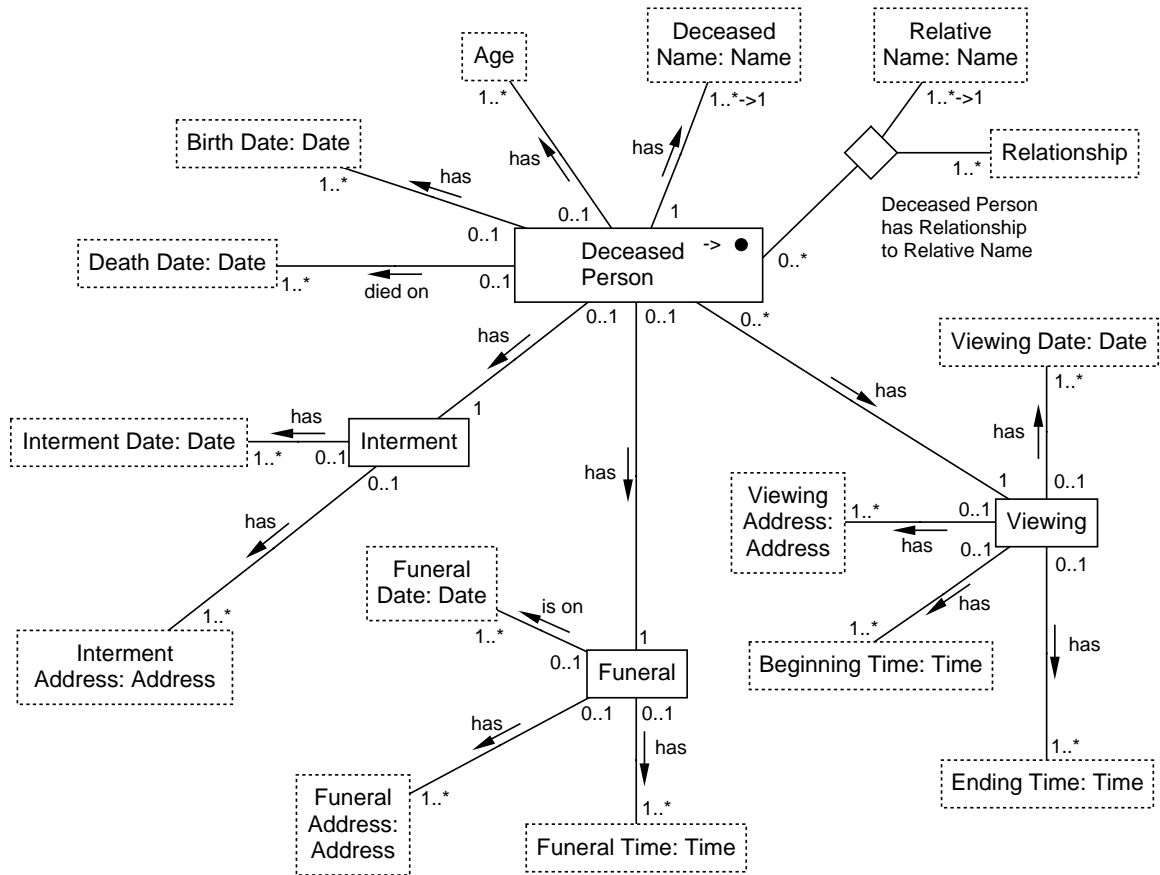 Deceased
Name: Name
Relative
Name: Name
Age
1..*
1..*->1
1..*->1
Birth Date: Date
has
has
Relationship
1..*
1..*
has
Deceased Person
has Relationship
to Relative Name
0..1
1
0..1
-> ●
Deceased
Person
0..*
Death Date: Date
1..*
0..1
died on
0..1
0..1
0..*
has
Viewing Date: Date
1..*
has
1
has
Interment Date: Date
1..*
0..1
Interment
0..1
has
has
1
0..1
Viewing
Address:
Address
1..*
0..1
Viewing
has
0..1
0..1
has
Funeral
Date: Date
is on
1..*
has
1..*
1..*
Interment
Address: Address
1
0..1
Funeral
Beginning Time: Time
has
0..1
0..1
has
has
1..*
Ending Time: Time
1..*
1..*
Funeral
Address:
Address
Funeral Time: Time